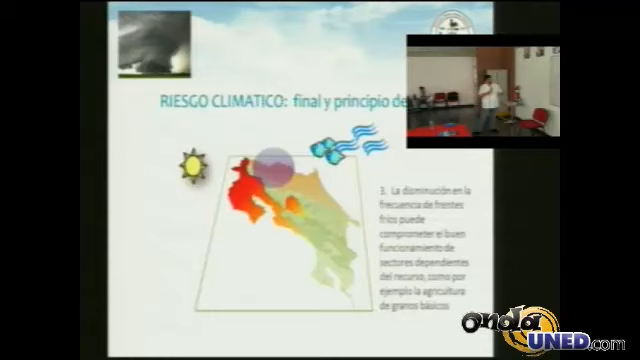 RIESGO CLIMATICO: final y principio de
3. La disminución en la
frecuencia de frentes
fríos puede
comprometer el buen
funcionamiento de
sectores dependientes
del recurso, como por
ejemplo la agricultura
de granos básicos
onda
UNED.com